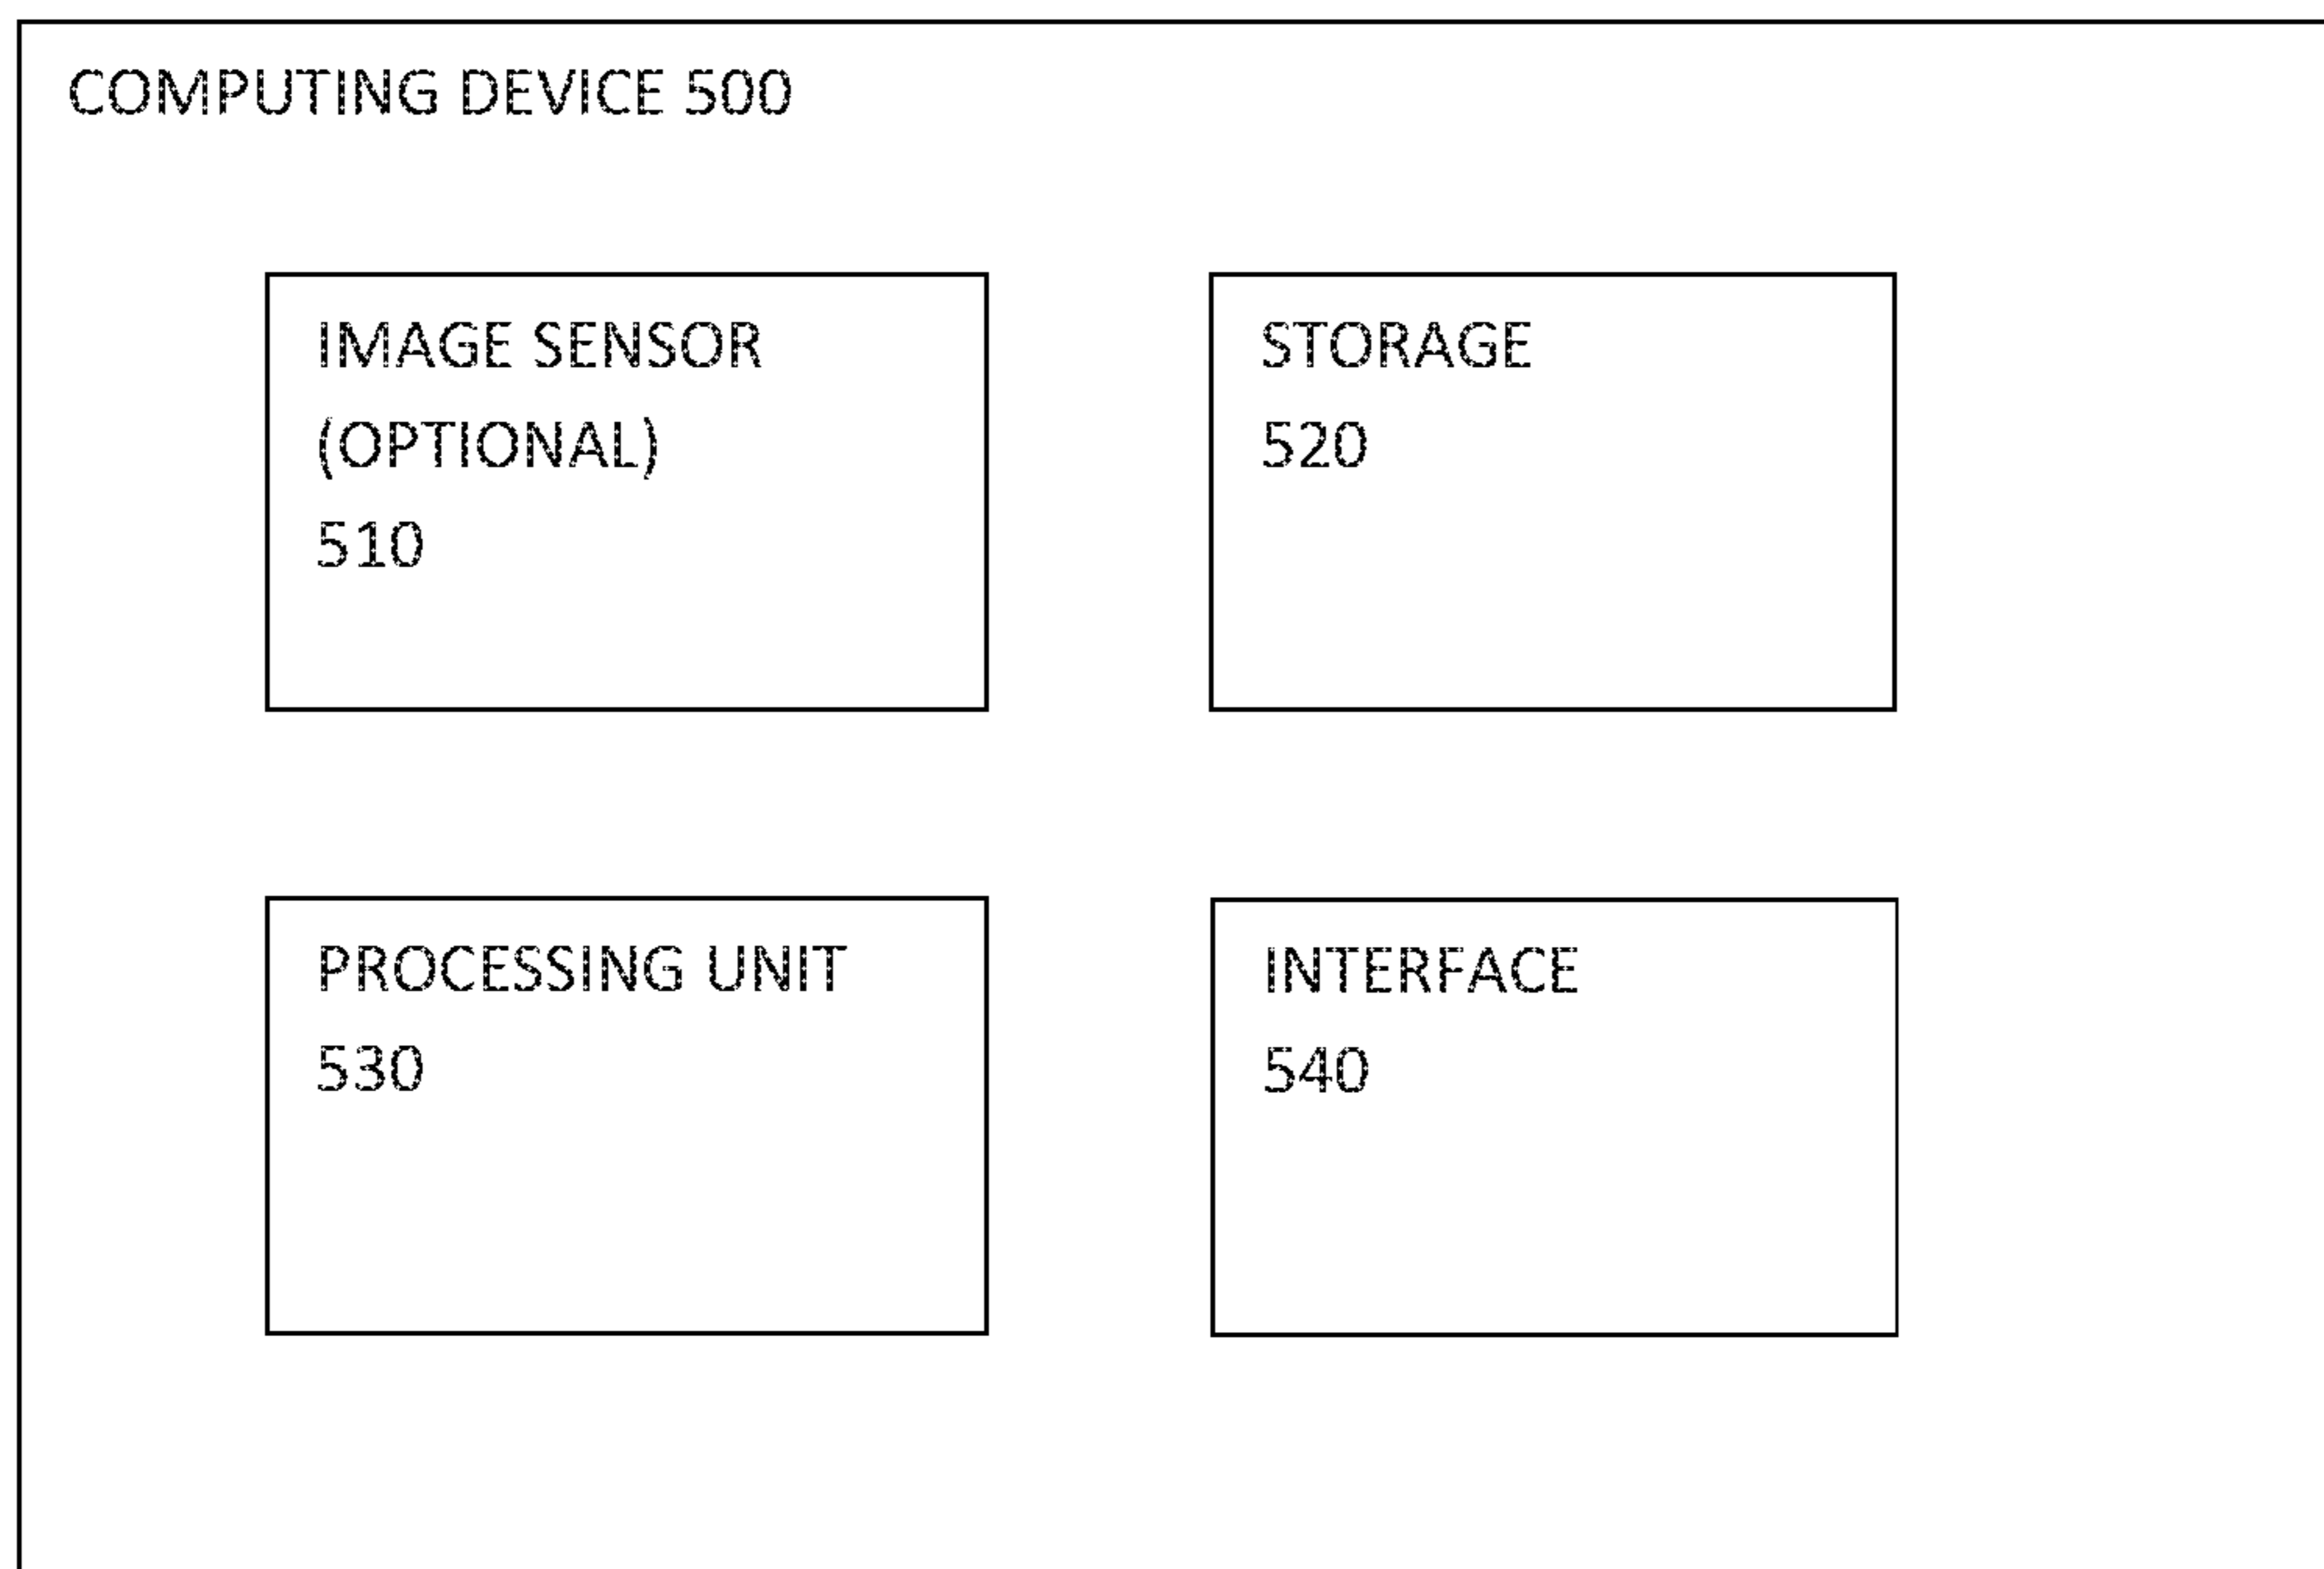 COMPUTING DEVICE 500
IMAGE SENSOR
(OPTIONAL)
510
STORAGE
520
PROCESSING UNIT
530
INTERFACE
540